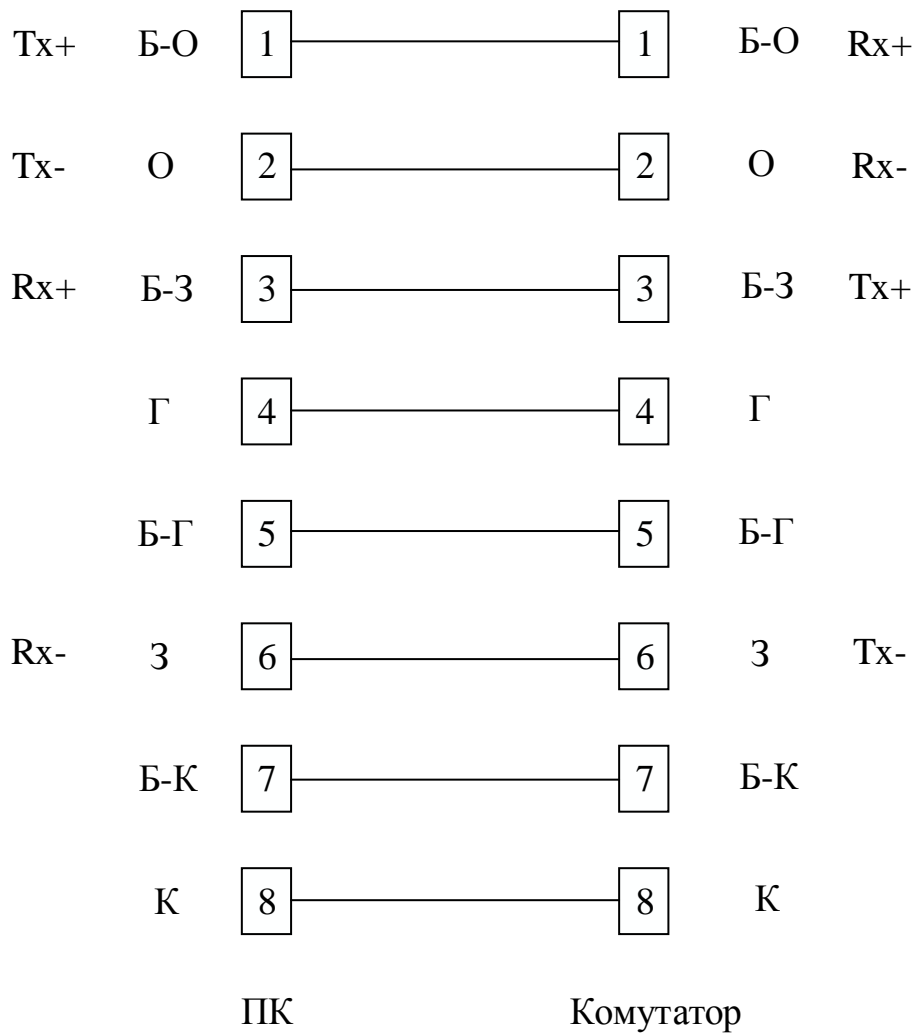 Tx+ Б-О 1 1 Б-О Rx+
Tx- О 2 2 О Rx-
Rx+ Б-З 3 3 Б-З Tx+
Г 4 4 Г
Б-Г 5 5 Б-Г
Rx- З 6 6 З Tx-
Б-К 7 7 Б-К
К 8 8 К
ПК Комутатор